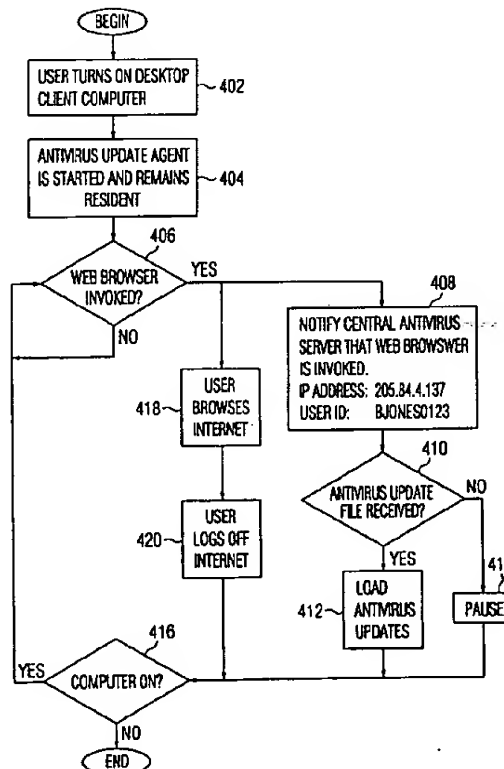 BEGIN
USER TURNS ON DESKTOP
CLIENT COMPUTER
402
ANTIVIRUS UPDATE AGENT
IS STARTED AND REMAINS
RESIDENT
404
406
WEB BROWSER
INVOKED?
YES
NO
408
NOTIFY CENTRAL ANTIVIRUS
SERVER THAT WEB BROWSWER
IS INVOKED.
IP ADDRESS: 205.84.4.137
USER ID: BJONES0123
418
USER
BROWSES
INTERNET
410
ANTIVIRUS UPDATE
FILE RECEIVED?
NO
YES
420
USER
LOGS OFF
INTERNET
412
LOAD
ANTIVIRUS
UPDATES
PAUSE
416
COMPUTER ON?
YES
NO
END